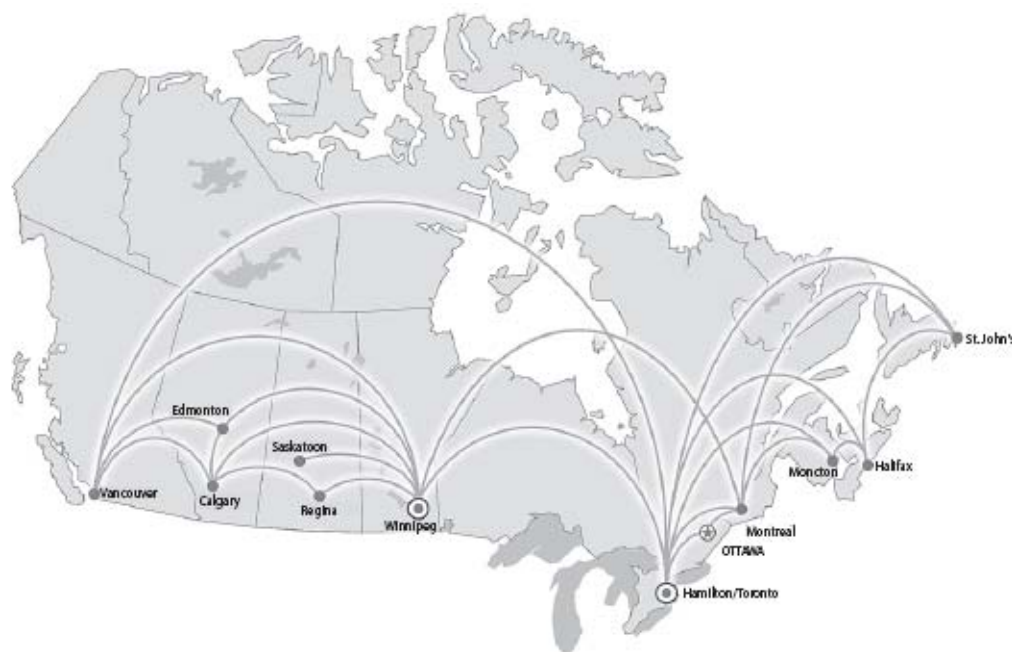 St. John's
Edmonton
Saskatoon
Vancouver
Calgary
Regina
Winnipeg
Moncton
Halifax
Montreal
OTTAWA
Hamilton/Toronto